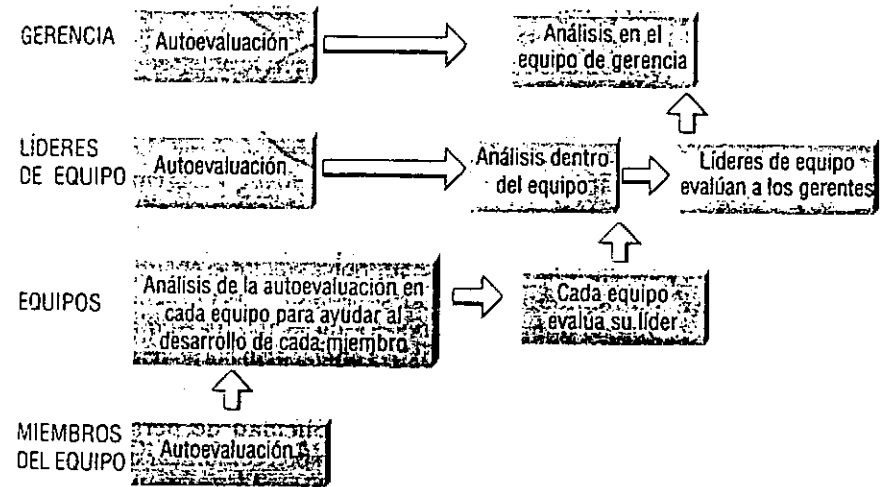 GERENCIA
Autoevaluación
Análisis en el
equipo de gerencia
LÍDERES
DE EQUIPO
Autoevaluación
Análisis dentro
del equipo
Líderes de equipo
evalúan a los gerentes
EQUIPOS
Análisis de la autoevaluación en
cada equipo para ayudar al
desarrollo de cada miembro
Cada equipo
evalúa su líder
MIEMBROS
DEL EQUIPO
Autoevaluación